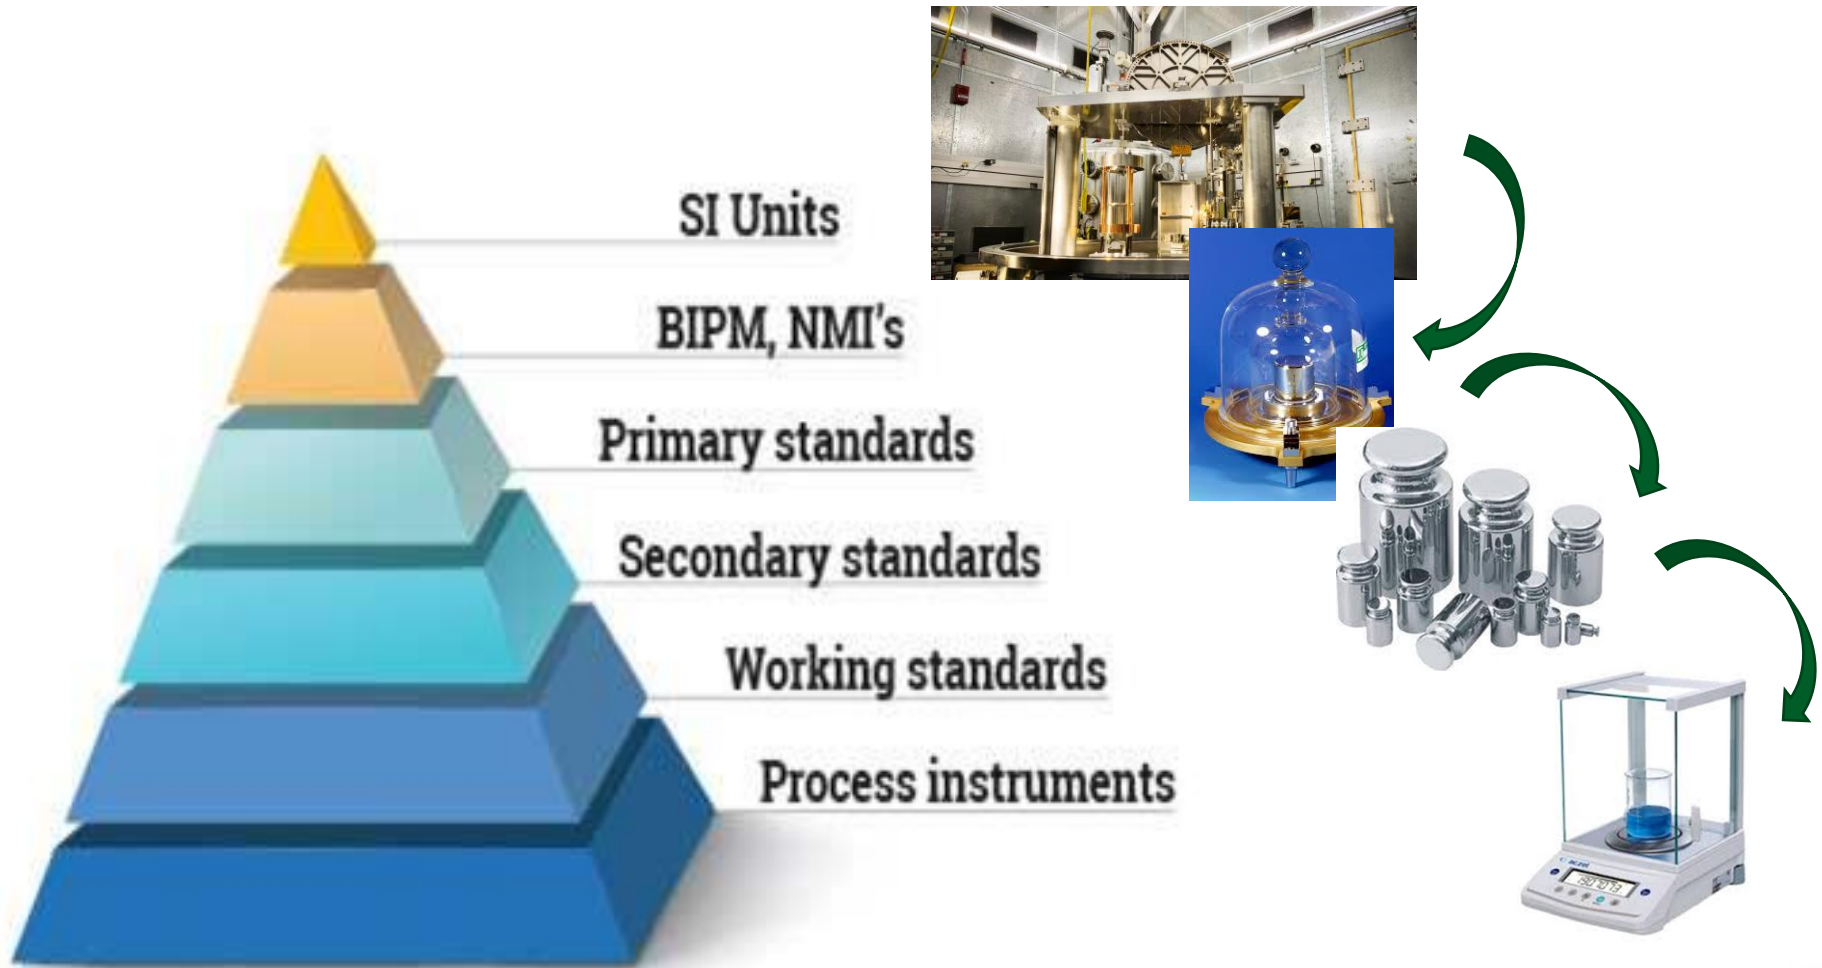 SI Units
BIPM, NMI's
Primary standards
Secondary standards
Working standards
Process instruments